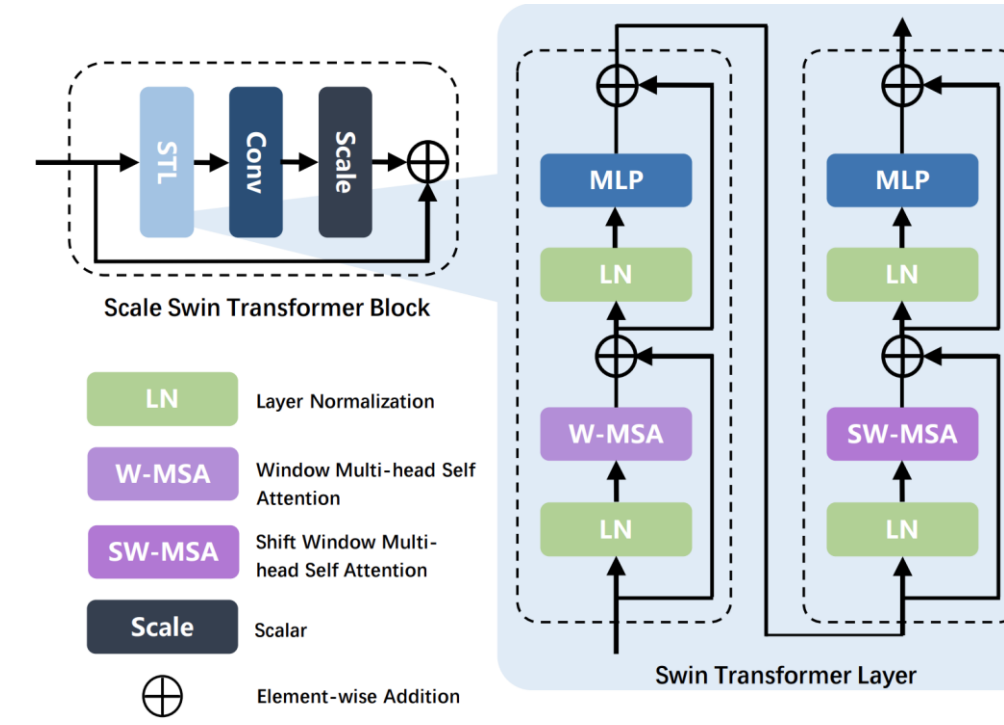 STL
Conv
Scale
Scale Swin Transformer Block
LN
Layer Normalization
W-MSA
Window Multi-head Self
Attention
SW-MSA
Shift Window Multi-
head Self Attention
Scale
Scalar
Element-wise Addition
MLP
LN
W-MSA
LN
MLP
LN
SW-MSA
LN
Swin Transformer Layer